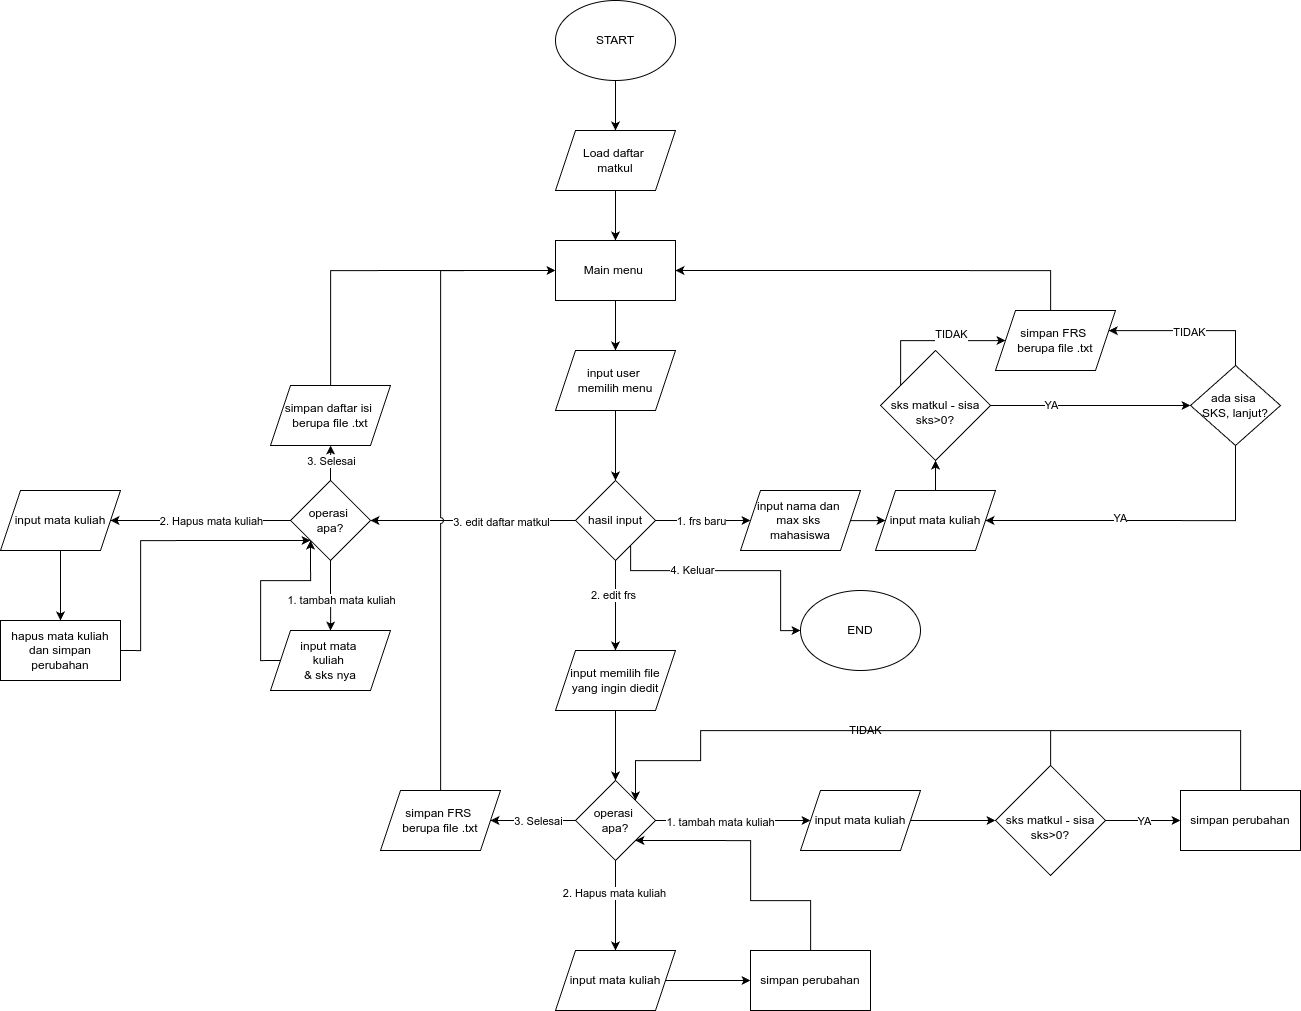 START
Load daftar
matkul
Main menu
input user
memilih menu
simpan FRS
berupa file .txt
TIDAK
TIDAK
sks matkul - sisa
sks>0?
YA
ada sisa
SKS, lanjut?
simpan daftar isi
berupa file .txt
3. Selesai
input mata kuliah
2. Hapus mata kuliah
operasi
apa?
3. edit daftar matkul
hasil input
1. frs baru
input nama dan
max sks
mahasiswa
input mata kuliah
YA
4. Keluar
2. edit frs
1. tambah mata kuliah
END
hapus mata kuliah
dan simpan
perubahan
input mata
kuliah
& sks nya
input memilih file
yang ingin diedit
TIDAK
simpan FRS
berupa file .txt
3. Selesai
operasi
apa?
1. tambah mata kuliah
input mata kuliah
sks matkul - sisa
sks>0?
YA
simpan perubahan
2. Hapus mata kuliah
input mata kuliah
simpan perubahan